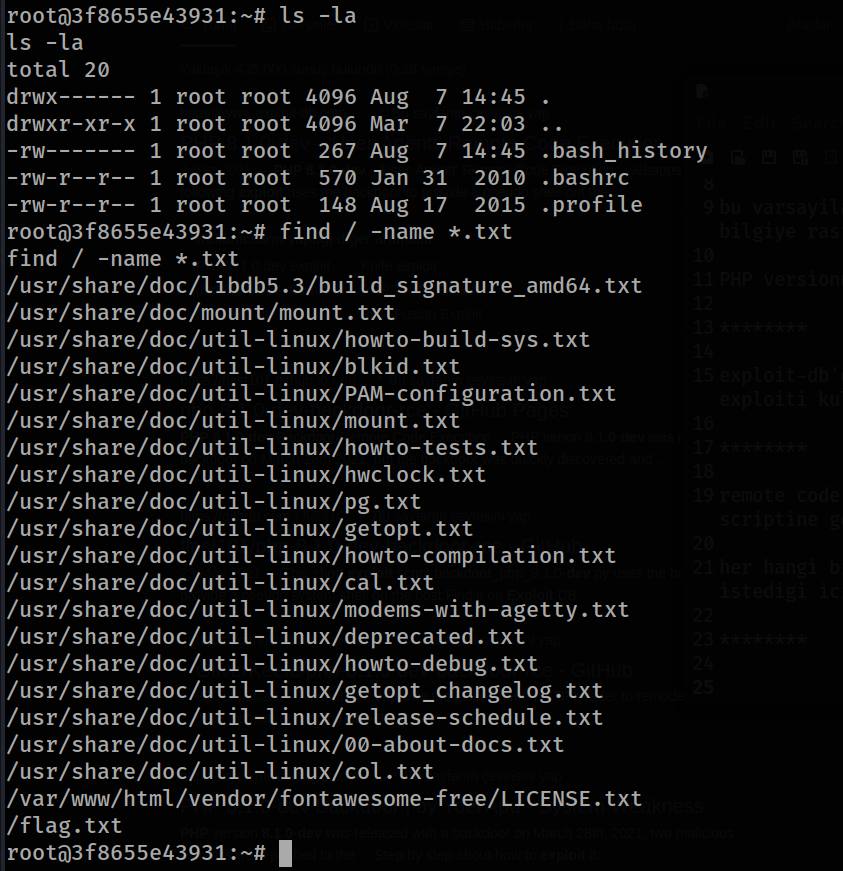 root@3f8655e43931:~# ls -la
ls -la
total 20
drwx------ 1 root root 4096 Aug  7 14:45 .
drwxr-xr-x 1 root root 4096 Mar  7 22:03 ..
-rw------- 1 root root  267 Aug  7 14:45 .bash_history
-rw-r--r-- 1 root root  570 Jan 31  2010 .bashrc
-rw-r--r-- 1 root root  148 Aug 17  2015 .profile
root@3f8655e43931:~# find / -name *.txt
find / -name *.txt
/usr/share/doc/libdb5.3/build_signature_amd64.txt
/usr/share/doc/mount/mount.txt
/usr/share/doc/util-linux/howto-build-sys.txt
/usr/share/doc/util-linux/blkid.txt
/usr/share/doc/util-linux/PAM-configuration.txt
/usr/share/doc/util-linux/mount.txt
/usr/share/doc/util-linux/howto-tests.txt
/usr/share/doc/util-linux/hwclock.txt
/usr/share/doc/util-linux/pg.txt
/usr/share/doc/util-linux/getopt.txt
/usr/share/doc/util-linux/howto-compilation.txt
/usr/share/doc/util-linux/cal.txt
/usr/share/doc/util-linux/modems-with-agetty.txt
/usr/share/doc/util-linux/deprecated.txt
/usr/share/doc/util-linux/howto-debug.txt
/usr/share/doc/util-linux/getopt_changelog.txt
/usr/share/doc/util-linux/release-schedule.txt
/usr/share/doc/util-linux/00-about-docs.txt
/usr/share/doc/util-linux/col.txt
/var/www/html/vendor/fontawesome-free/LICENSE.txt
/flag.txt
root@3f8655e43931:~#
9 bu varsayıla
bilgiye ras
10
11 PHP version
12
13 ********
14
15 exploit-db'
exploiti ku
16
17 ********
18
19 remote code
scriptine g
20
21 her hangi b
istedigi ic
22
23 ********
24
25